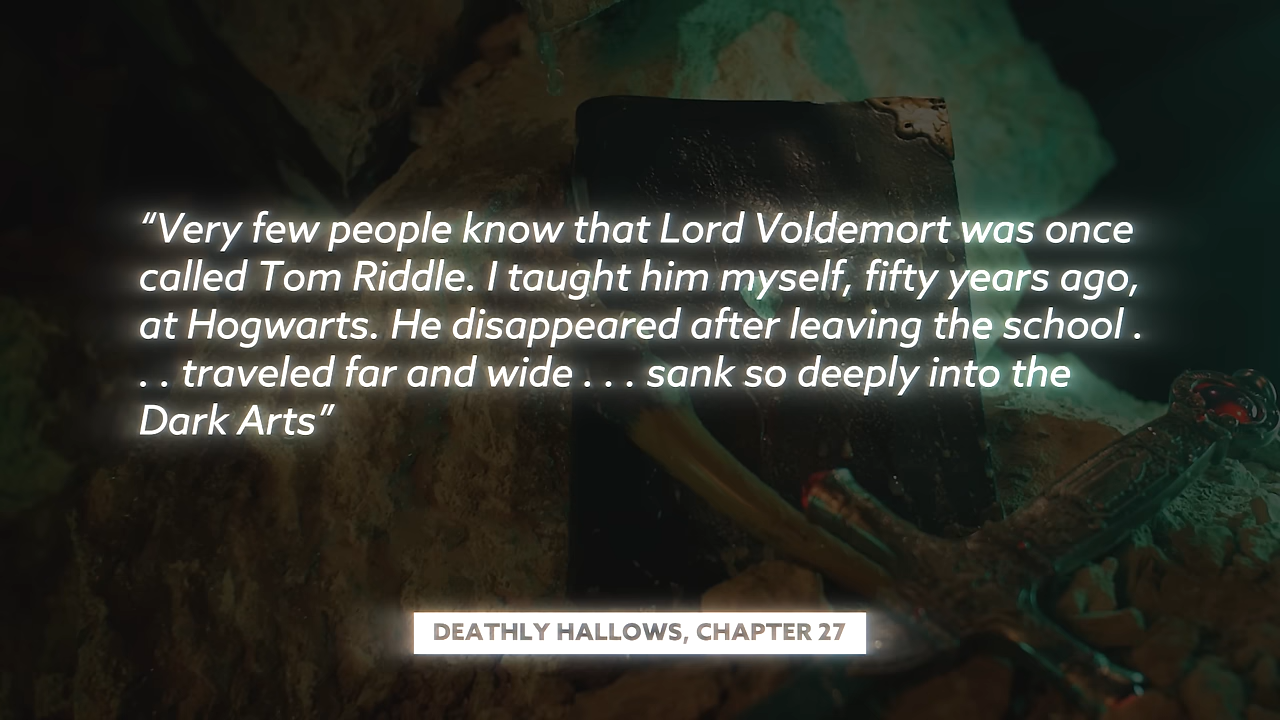 “Very few people know that Lord Voldemort was once
called Tom Riddle. I taught him myself, fifty years ago,
at Hogwarts. He disappeared after leaving the school .
. . traveled far and wide . . . sank so deeply into the
Dark Arts”
DEATHLY HALLOWS, CHAPTER 27